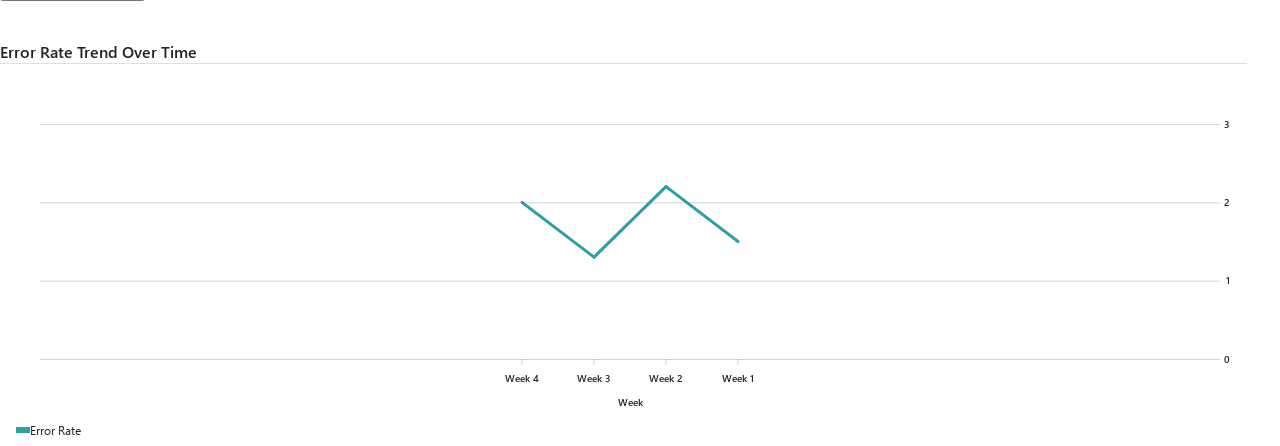 Error Rate Trend Over Time
3
2
1
0
Week 4 Week 3 Week 2 Week 1
Week
Error Rate